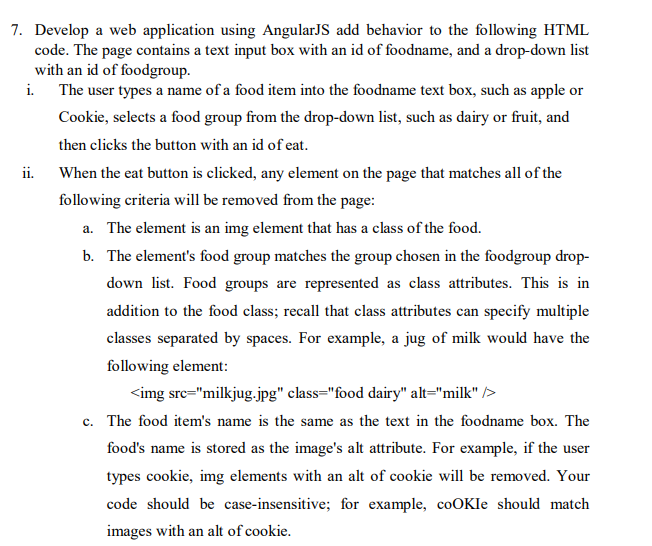 7. Develop a web application using AngularJS add behavior to the following HTML
code. The page contains a text input box with an id of foodname, and a drop-down list
with an id of foodgroup.
i. The user types a name of a food item into the foodname text box, such as apple or
Cookie, selects a food group from the drop-down list, such as dairy or fruit, and
then clicks the button with an id of eat.
ii. When the eat button is clicked, any element on the page that matches all of the
following criteria will be removed from the page:
a. The element is an img element that has a class of the food.
b. The element's food group matches the group chosen in the foodgroup drop-
down list. Food groups are represented as class attributes. This is in
addition to the food class; recall that class attributes can specify multiple
classes separated by spaces. For example, a jug of milk would have the
following element:
<img src="milkjug.jpg" class="food dairy" alt="milk" />
c. The food item's name is the same as the text in the foodname box. The
food's name is stored as the image's alt attribute. For example, if the user
types cookie, img elements with an alt of cookie will be removed. Your
code should be case-insensitive; for example, coOKIe should match
images with an alt of cookie.